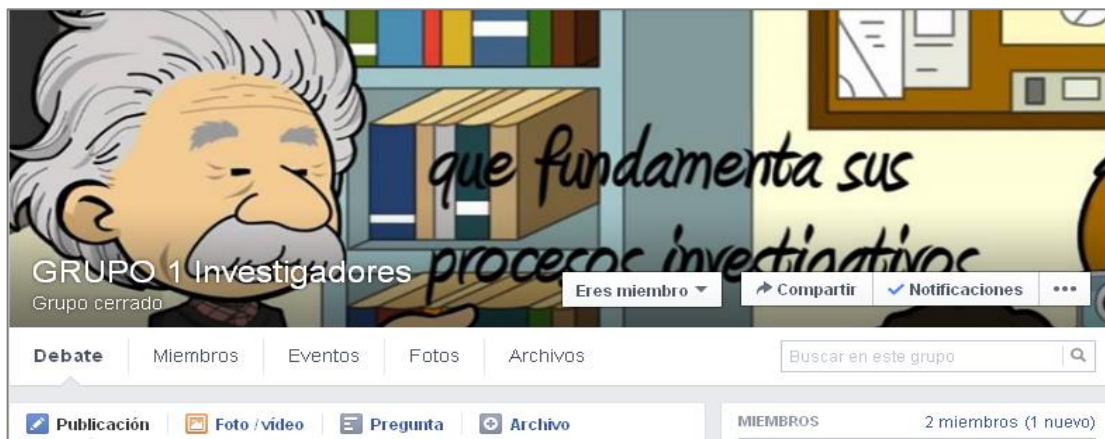 que fundamenta sus
procesos investigativos
GRUPO 1 Investigadores
Grupo cerrado
Eres miembro
Compartir
Notificaciones
Debate
Miembros
Eventos
Fotos
Archivos
Buscar en este grupo
Publicación
Foto / vídeo
Pregunta
Archivo
MIEMBROS
2 miembros (1 nuevo)